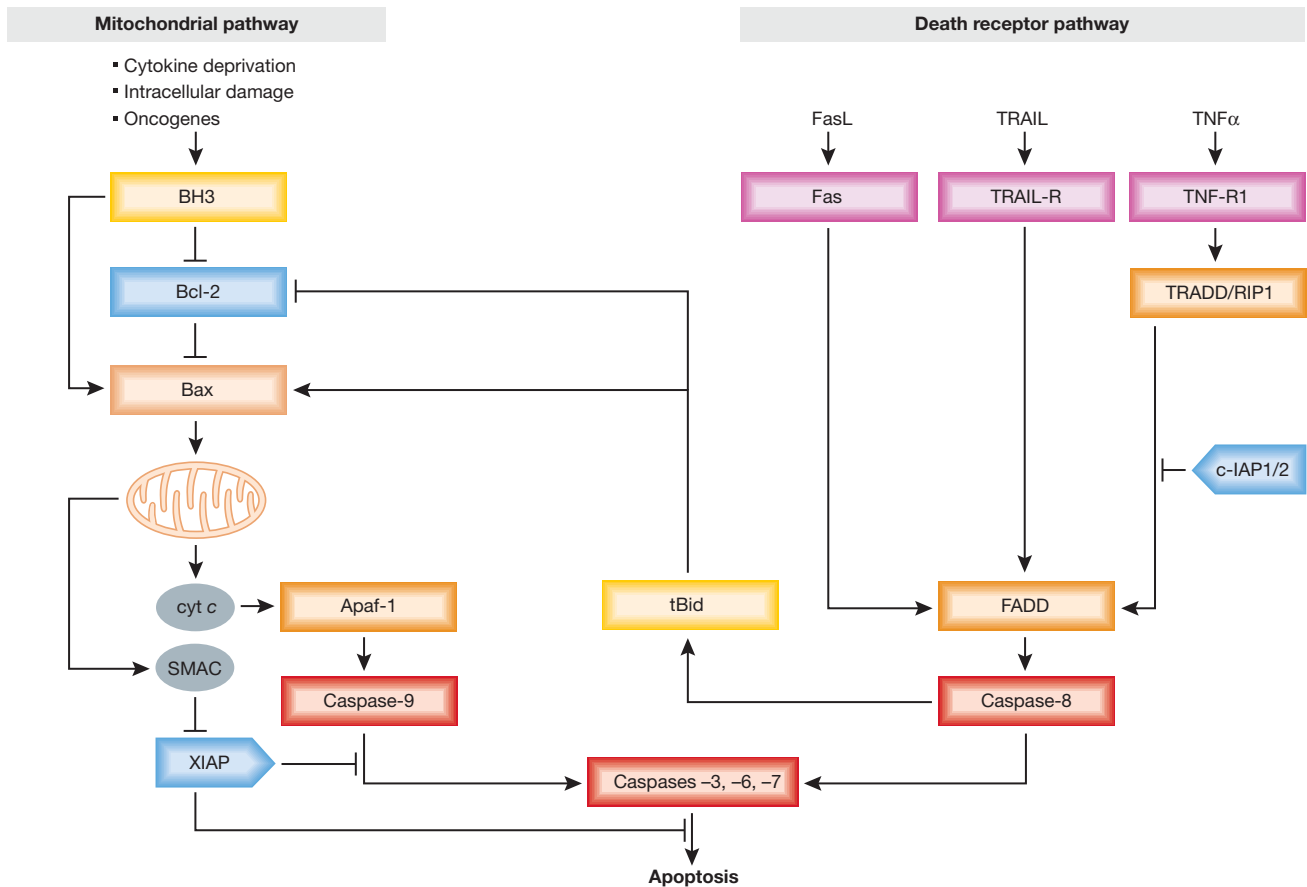 Mitochondrial pathway
Death receptor pathway
▪ Cytokine deprivation
▪ Intracellular damage
▪ Oncogenes
FasL
TRAIL
TNFα
BH3
Fas
TRAIL-R
TNF-R1
Bcl-2
TRADD/RIP1
Bax
c-IAP1/2
cyt c
Apaf-1
tBid
FADD
SMAC
Caspase-9
Caspase-8
XIAP
Caspases –3, –6, –7
Apoptosis